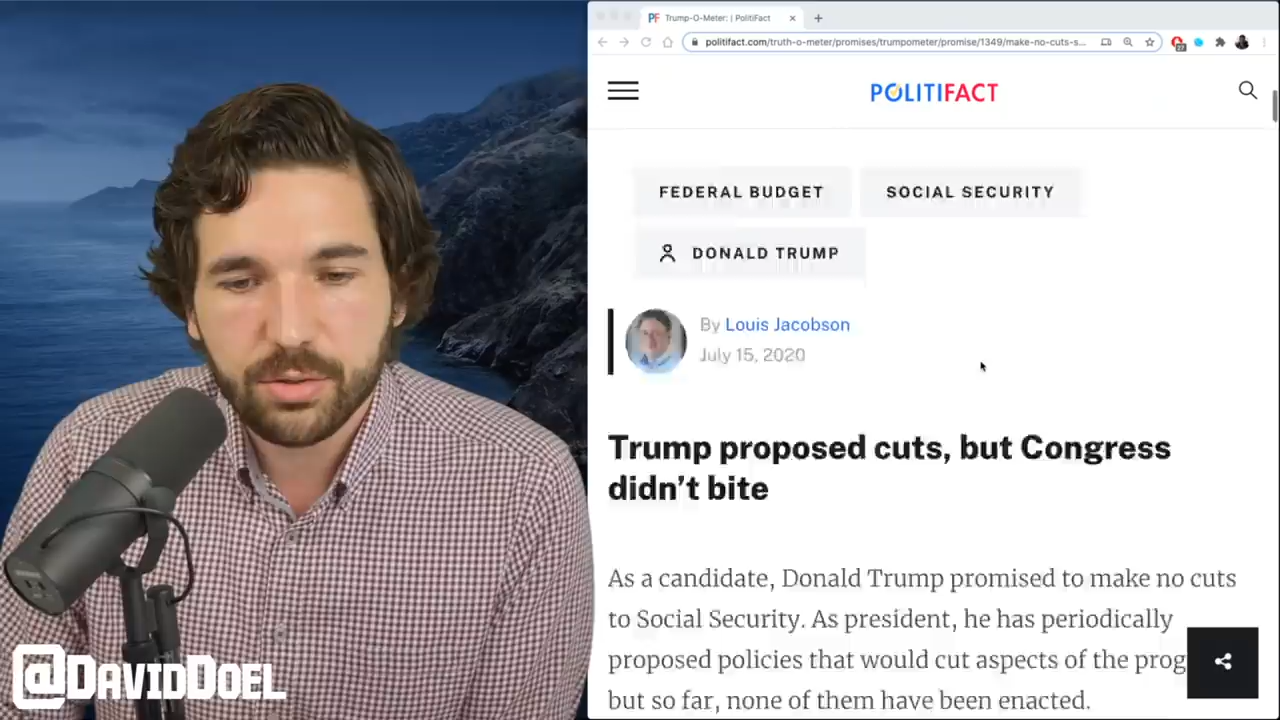 Trump-O-Meter: | PolitiFact
politifact.com/truth-o-meter/promises/trumpometer/promise/1349/make-no-cuts-s...
POLITIFACT
FEDERAL BUDGET
SOCIAL SECURITY
DONALD TRUMP
By Louis Jacobson
July 15, 2020
Trump proposed cuts, but Congress
didn't bite
As a candidate, Donald Trump promised to make no cuts
to Social Security. As president, he has periodically
proposed policies that would cut aspects of the prog
but so far, none of them have been enacted.
@DAVIDDOEL